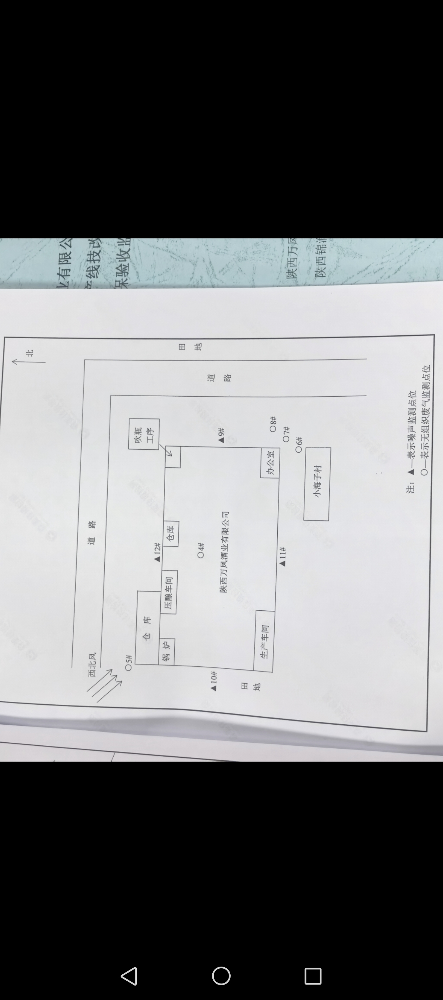 北
道 路
西北风
○5#
仓 库
吹瓶
工序
锅 炉
压酿车间
▲12#
仓库
○4#
▲10#
陕西万凤酒业有限公司
▲9#
田
地
道
路
田
地
生产车间
办公室
○8#
▲11#
○7#
○6#
小海子村
注：▲—表示噪声监测点位
○—表示无组织废气监测点位
有限公
线技改
验收监
陕西万凤
陕西锦